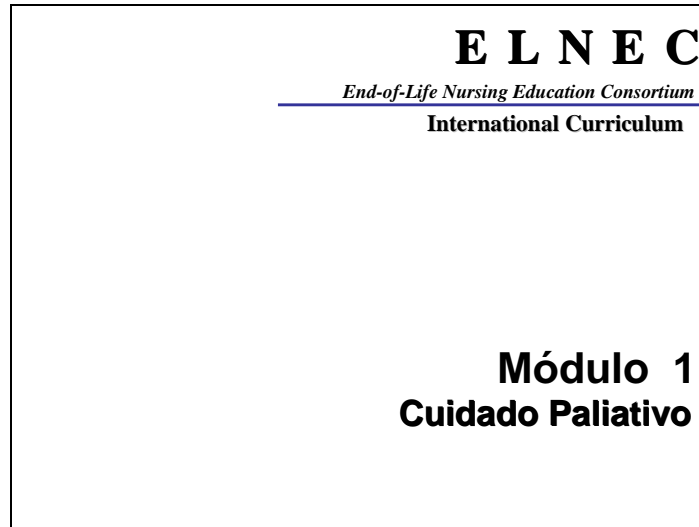 E L N E C
End-of-Life Nursing Education Consortium
International Curriculum
Módulo 1
Cuidado Paliativo